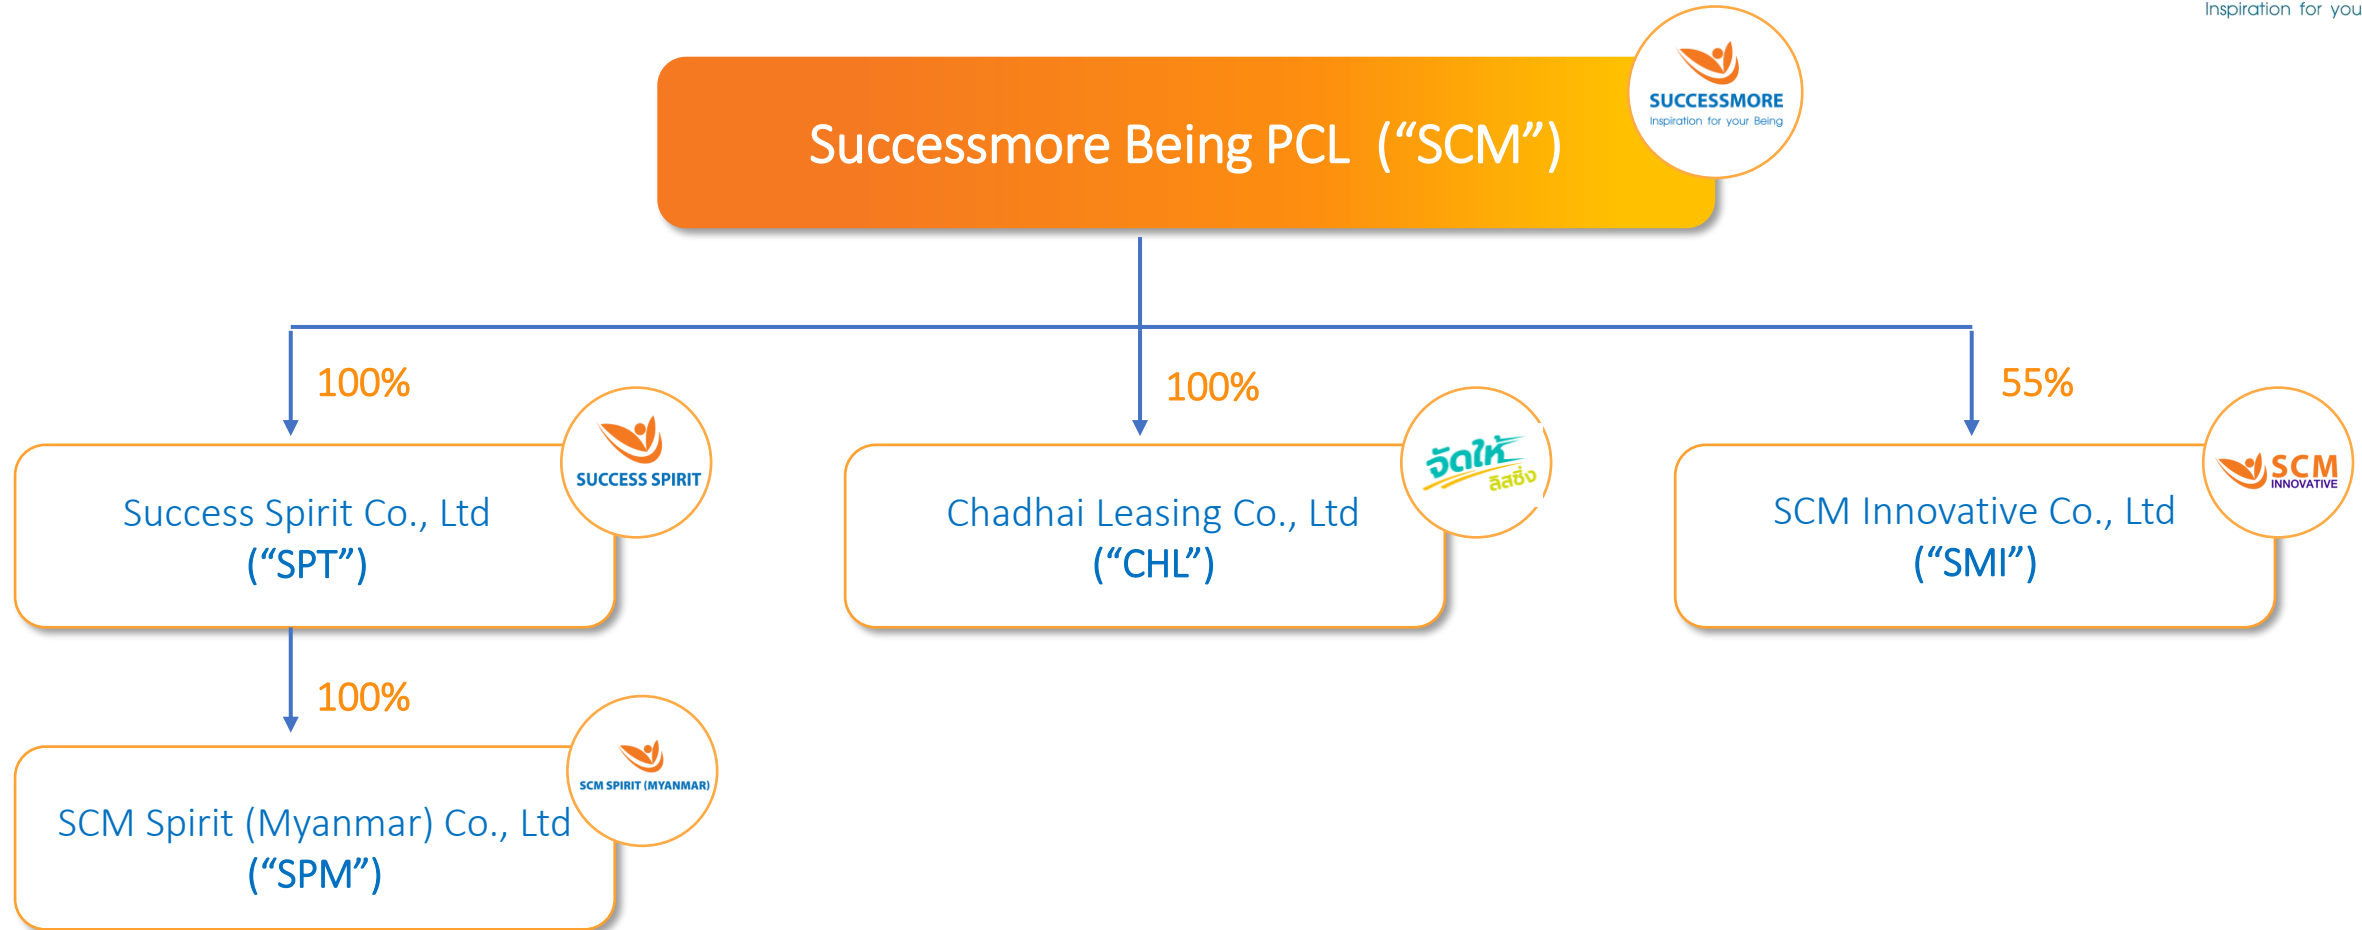 Inspiration for you
SUCCESSMORE
Inspiration for your Being
Successmore Being PCL (“SCM”)
100%
100%
55%
SUCCESS SPIRIT
Success Spirit Co., Ltd
(“SPT”)
จัดให้
ลิสซิ่ง
Chadhai Leasing Co., Ltd
(“CHL”)
SCM
INNOVATIVE
SCM Innovative Co., Ltd
(“SMI”)
100%
SCM SPIRIT (MYANMAR)
SCM Spirit (Myanmar) Co., Ltd
(“SPM”)